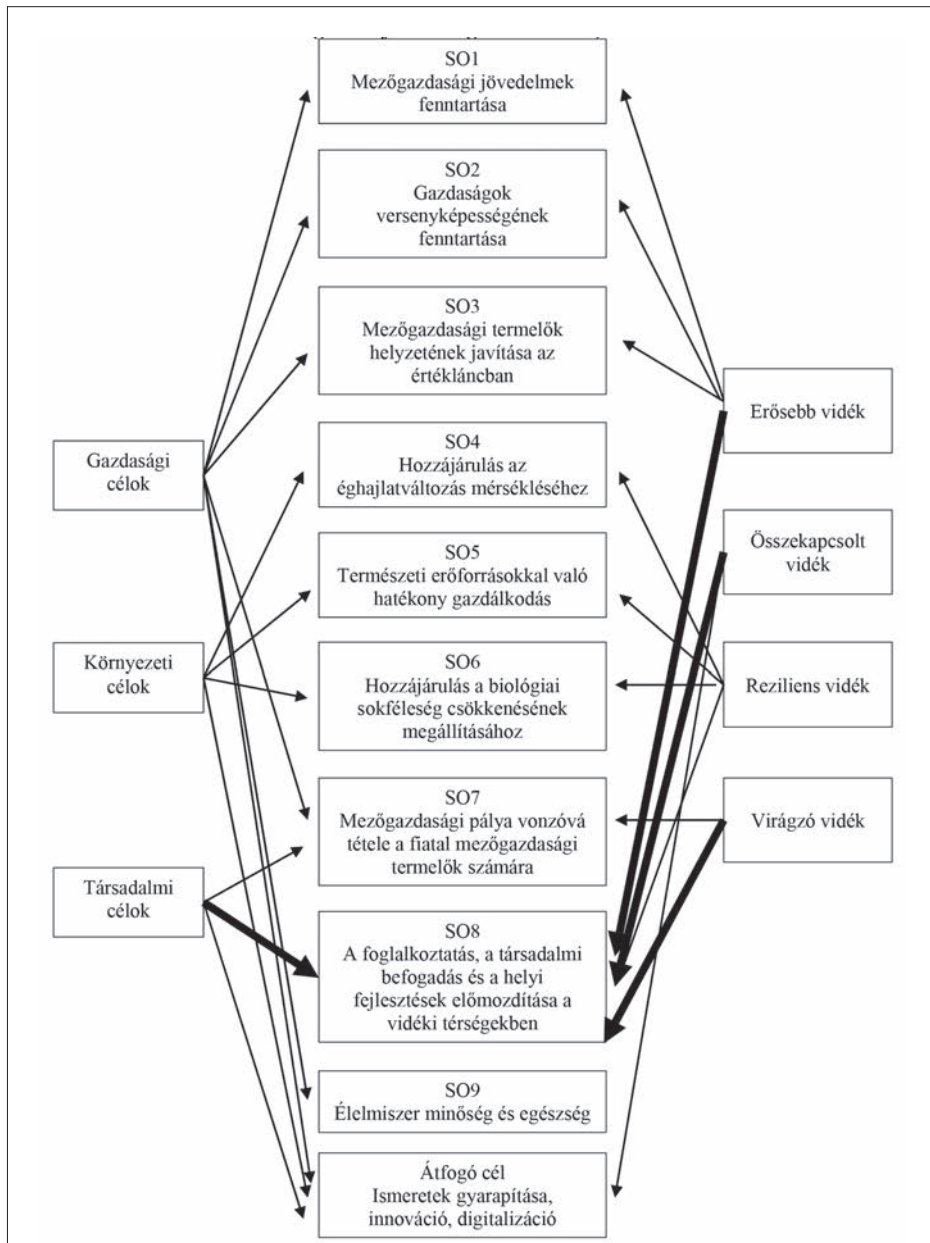 SO1
Mezőgazdasági jövedelmek
fenntartása
SO2
Gazdaságok
versenyképességének
fenntartása
SO3
Mezőgazdasági termelők
helyzetének javítása az
értékláncban
Erősebb vidék
Gazdasági
célok
SO4
Hozzájárulás az
éghajlatváltozás mérsékléséhez
Összekapcsolt
vidék
SO5
Természeti erőforrásokkal való
hatékony gazdálkodás
Környezeti
célok
SO6
Hozzájárulás a biológiai
sokféleség csökkenésének
megállításához
Reziliens vidék
SO7
Mezőgazdasági pálya vonzóvá
tétele a fiatal mezőgazdasági
termelők számára
Virágzó vidék
Társadalmi
célok
SO8
A foglalkoztatás, a társadalmi
befogadás és a helyi
fejlesztések előmozdítása a
vidéki térségekben
SO9
Élelmiszer minőség és egészség
Átfogó cél
Ismeretek gyarapítása,
innováció, digitalizáció